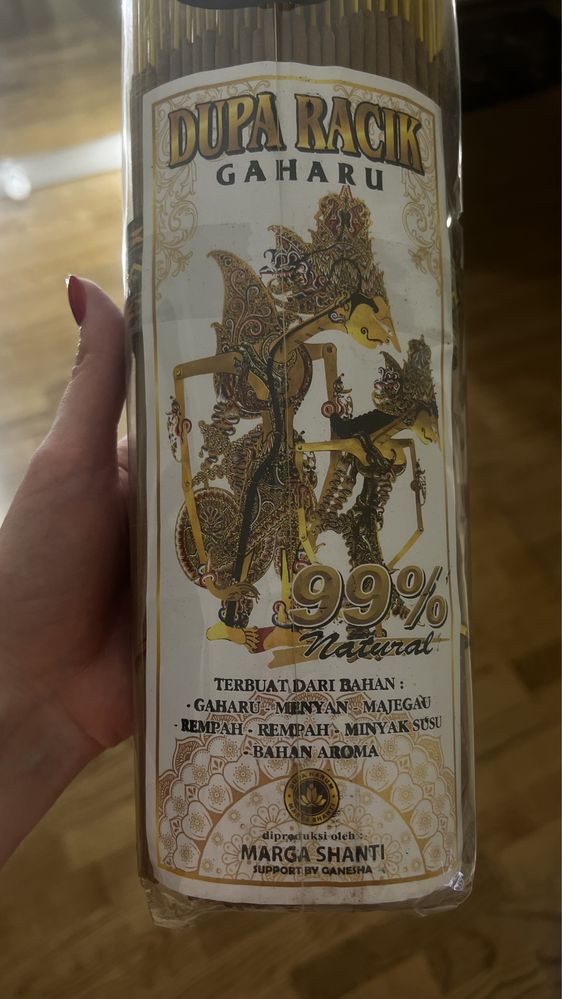 DUPA RACIK
GAHARU
99%
Natural
TERBUAT DARI BAHAN :
· GAHARU - MENYAN - MAJEGAU
· REMPAH - REMPAH - MINYAK SUSU
- BAHAN AROMA
diproduksi oleh :
MARGA SHANTI
SUPPORT BY GANESHA